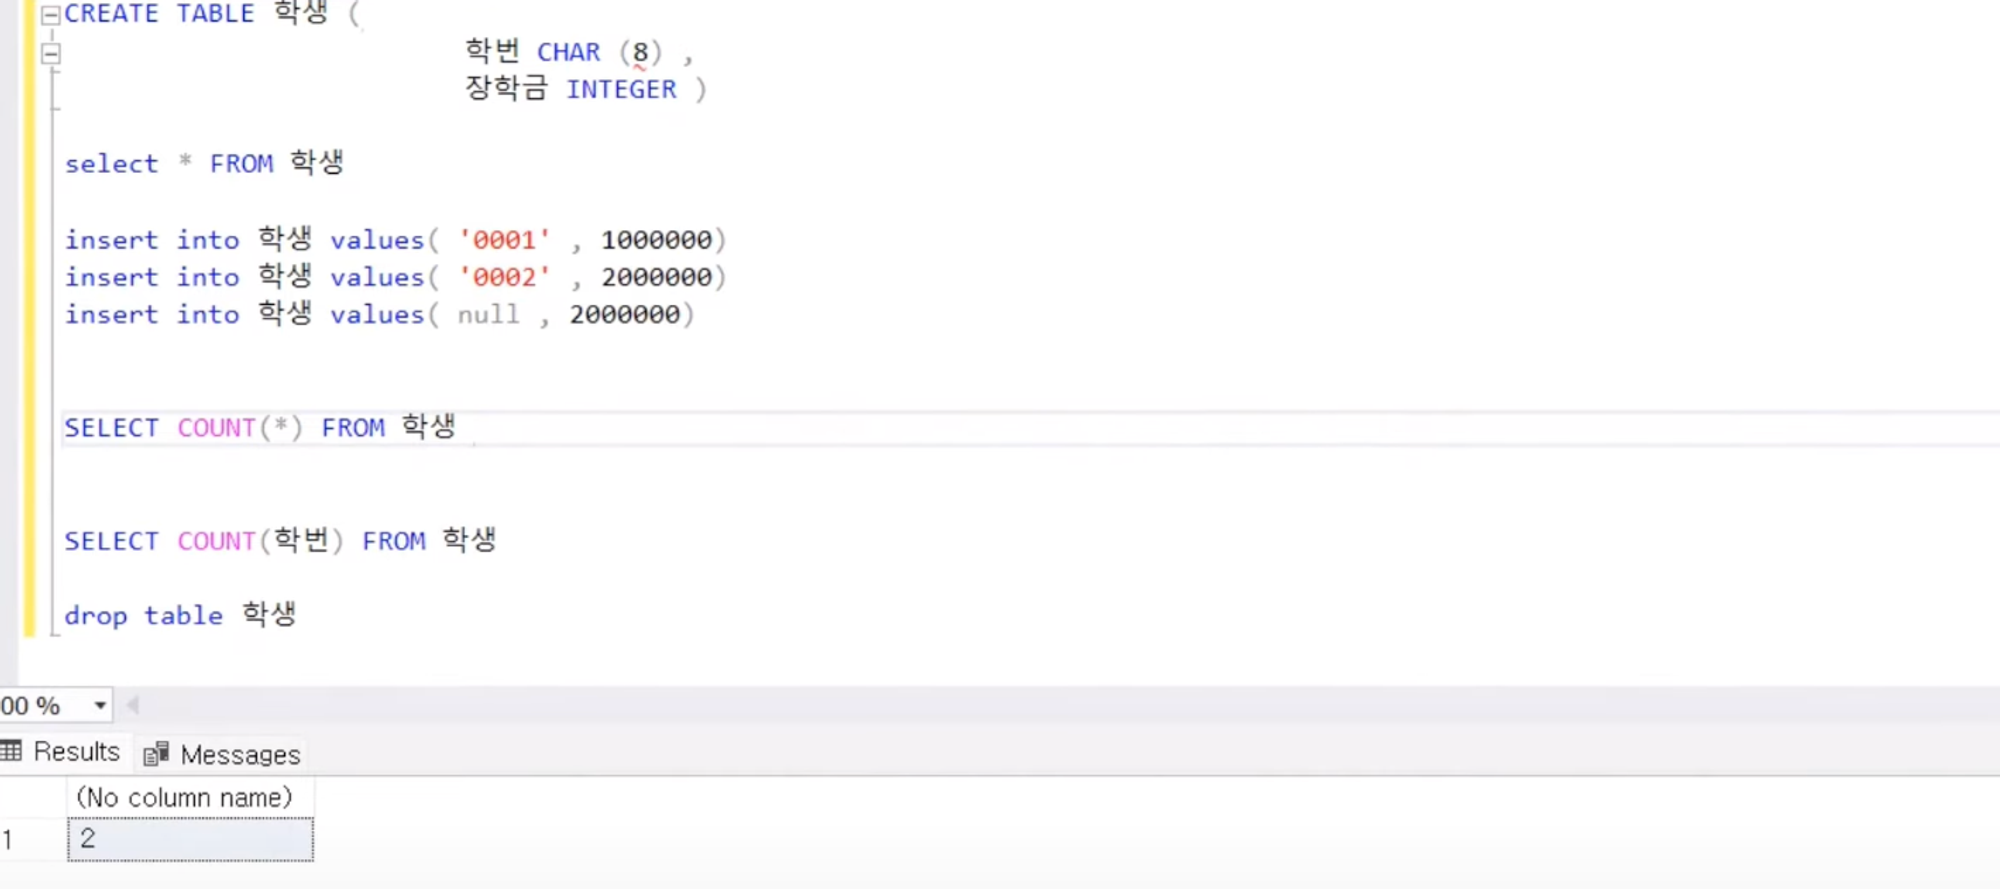 CREATE TABLE 학생 (
학번 CHAR (8) ,
장학금 INTEGER )
select * FROM 학생
insert into 학생 values( '0001' , 1000000)
insert into 학생 values( '0002' , 2000000)
insert into 학생 values( null , 2000000)
SELECT COUNT(*) FROM 학생
SELECT COUNT(학번) FROM 학생
drop table 학생
00 %
Results Messages
(No column name)
1 2